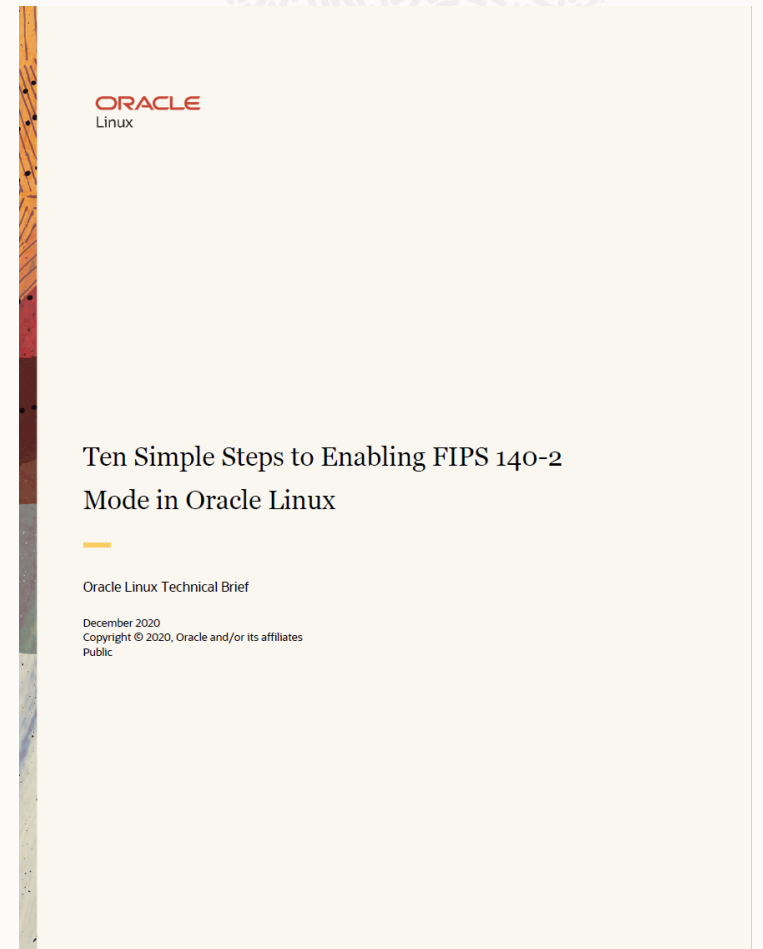 ORACLE
Linux
Ten Simple Steps to Enabling FIPS 140-2
Mode in Oracle Linux
Oracle Linux Technical Brief
December 2020
Copyright © 2020, Oracle and/or its affiliates
Public